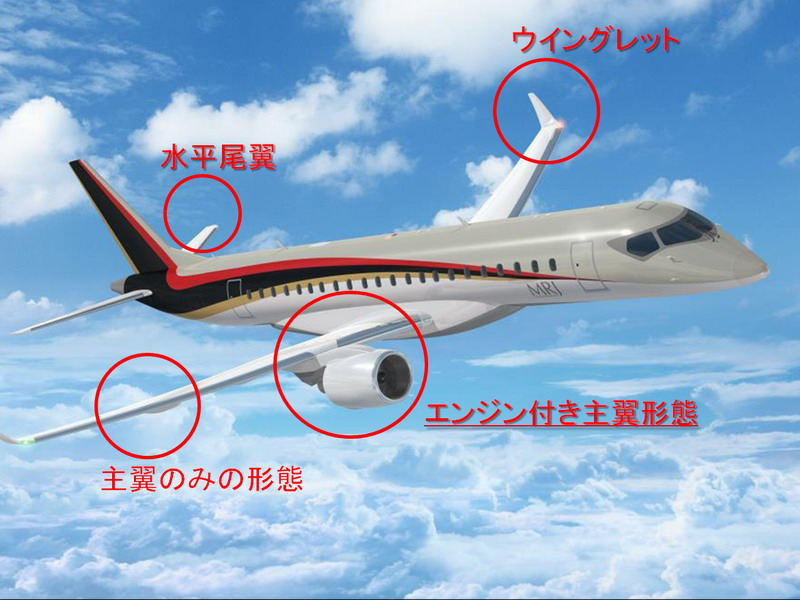 ウイングレット
水平尾翼
MRJ
エンジン付き主翼形態
主翼のみの形態